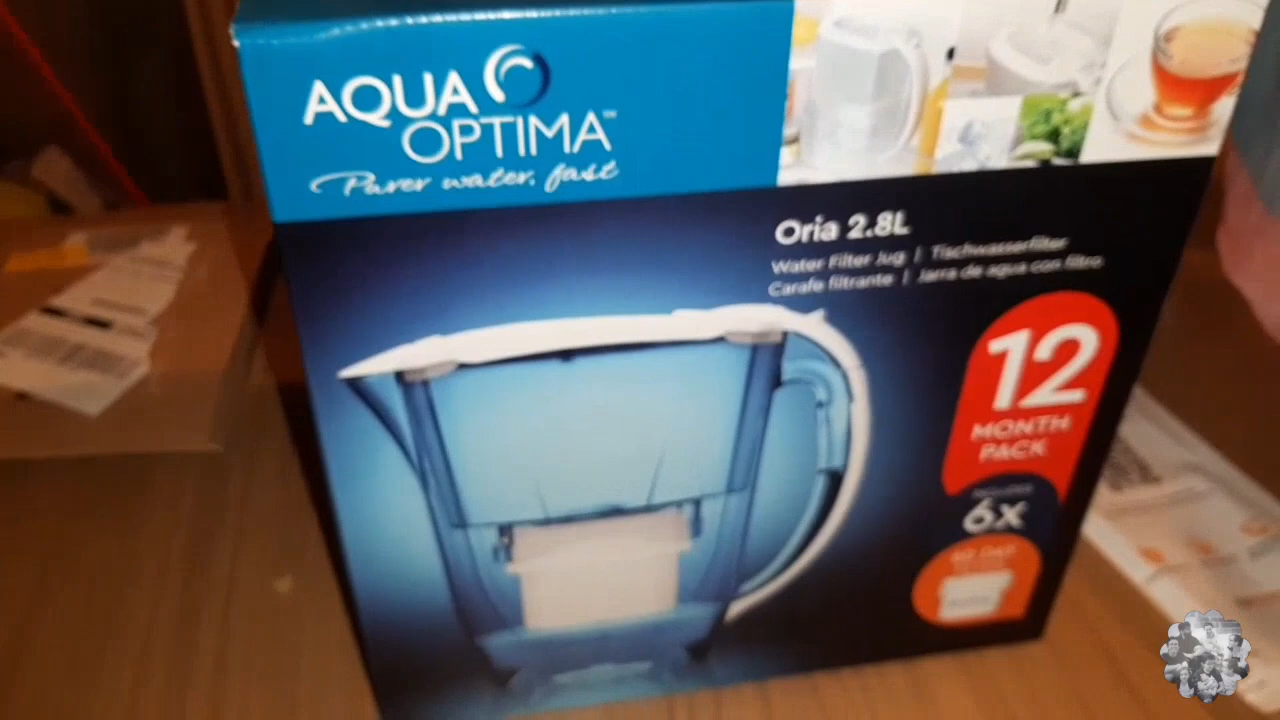 AQUA
OPTIMA™
Purer water, fast
Oria 2.8L
Water Filter Jug | Tischwasserfilter
Carafe filtrante | Jarra de agua con filtro
12
MONTH
PACK
6x